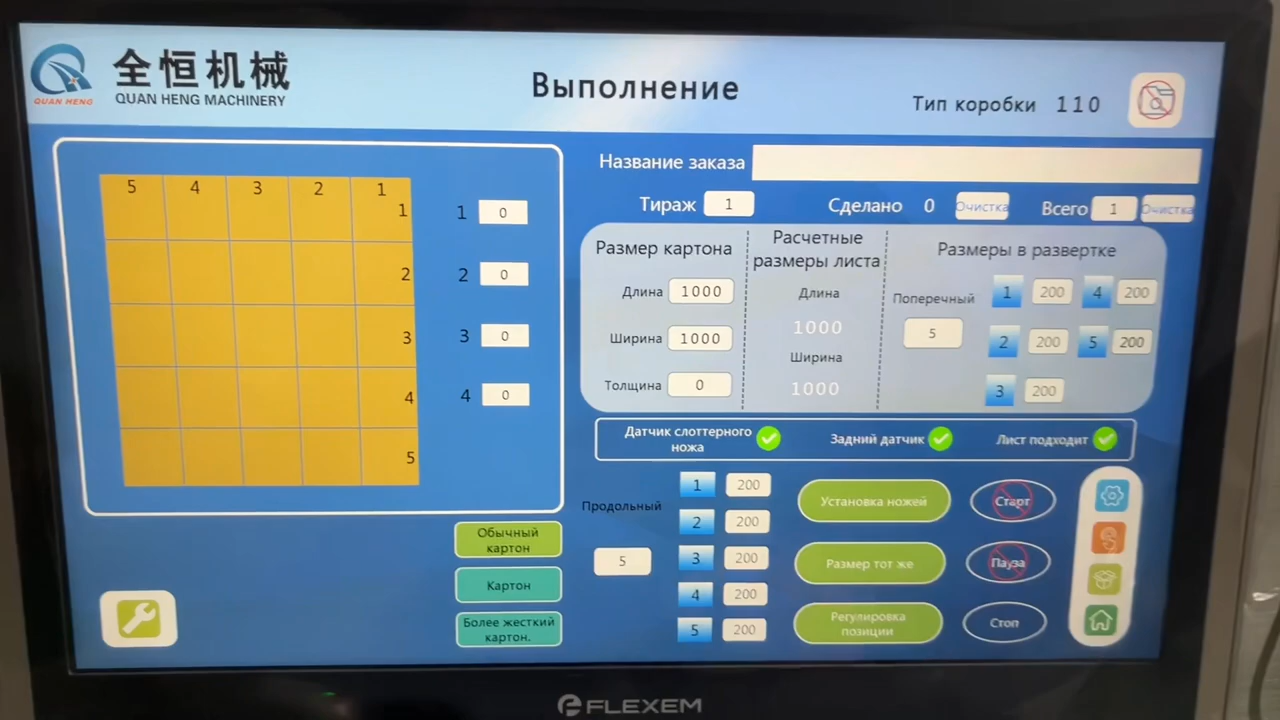 全恒机械
QUAN HENG
QUAN HENG MACHINERY
Выполнение
Тип коробки 110
5 4 3 2 1
1
2
3
4
5
1 0
2 0
3 0
4 0
Название заказа
Тираж 1 Сделано 0 Очистка Всего 1 Очистка
Размер картона
Длина 1000
Ширина 1000
Толщина 0
Расчетные
размеры листа
Длина
1000
Ширина
1000
Размеры в развертке
Поперечный
5
1 200 4 200
2 200 5 200
3 200
Датчик слоттерного
ножа
Задний датчик
Лист подходит
Продольный
5
1 200
2 200
3 200
4 200
5 200
Установка ножей
Старт
Размер тот же
Пауза
Регулировка
позиции
Стоп
Обычный
картон
Картон
Более жесткий
картон.
FLEXEM